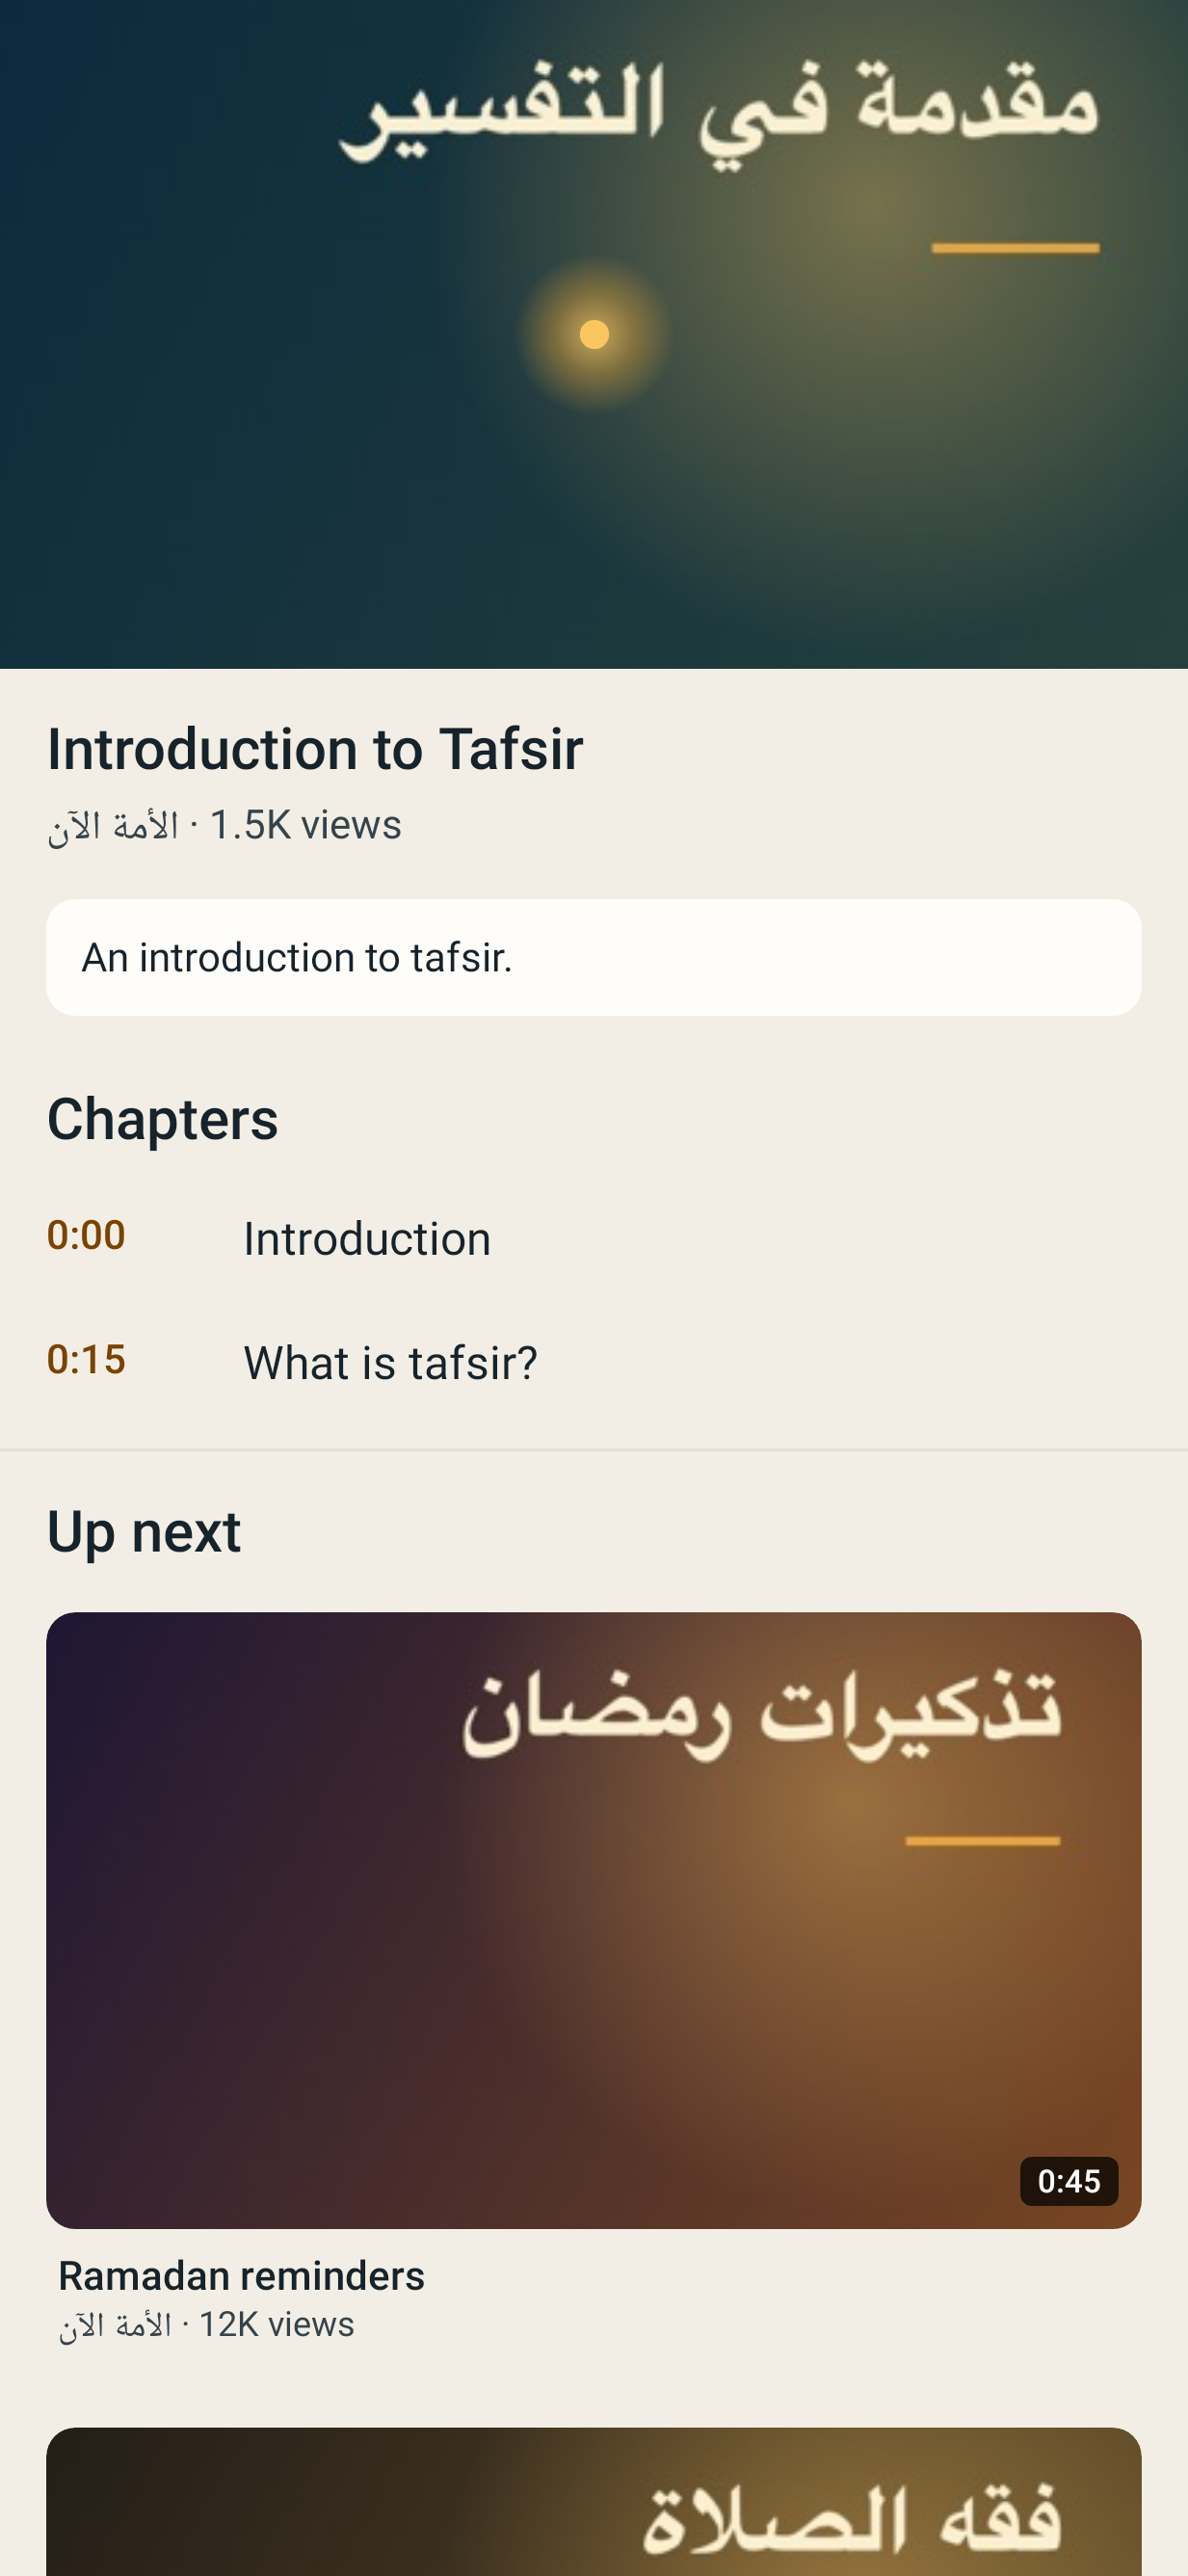 مقدمة في التفسير
Introduction to Tafsir
الأمة الآن · 1.5K views
An introduction to tafsir.
Chapters
0:00 Introduction
0:15 What is tafsir?
Up next
تذكيرات رمضان
0:45
Ramadan reminders
الأمة الآن · 12K views
فقه الصلاة